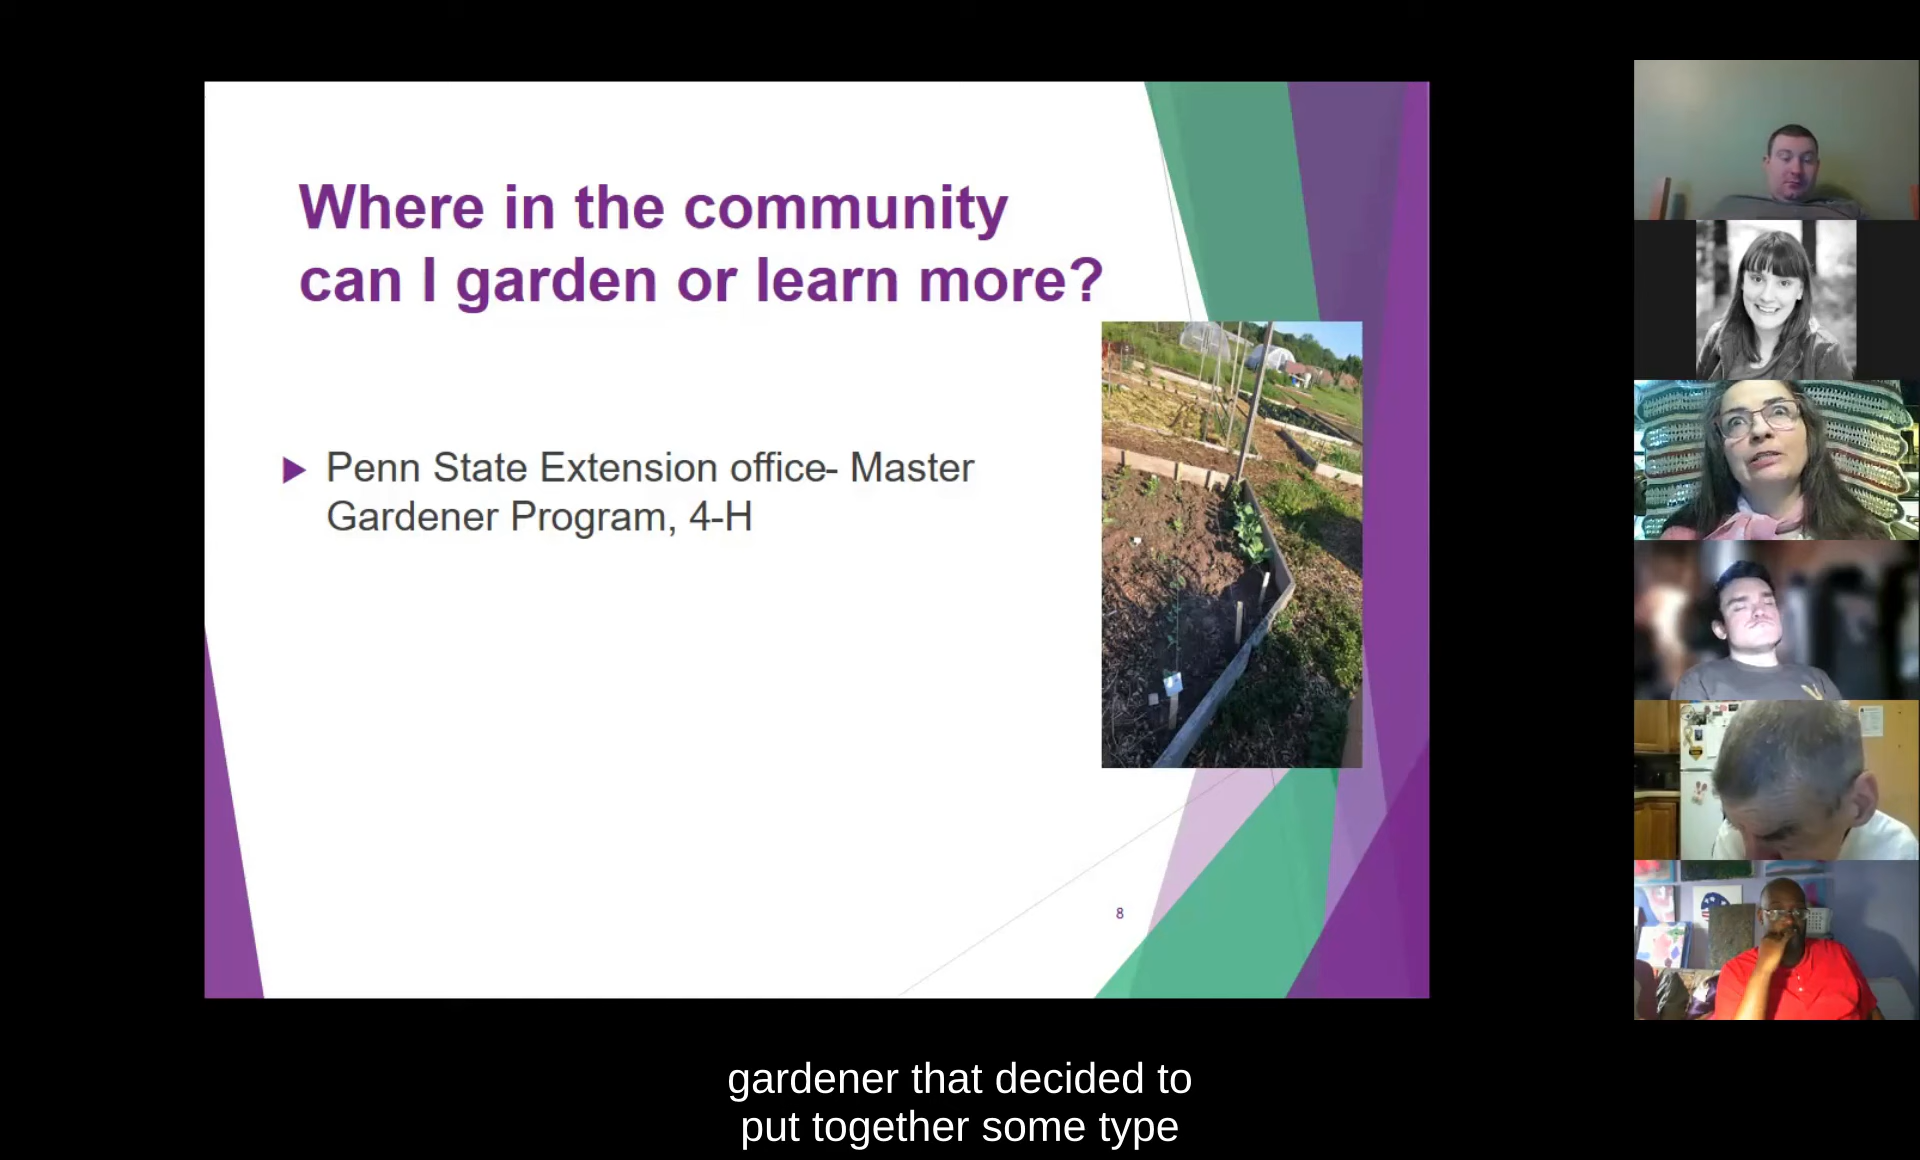 Where in the community
can I garden or learn more?
Penn State Extension office- Master
Gardener Program, 4-H
8
gardener that decided to
put together some type